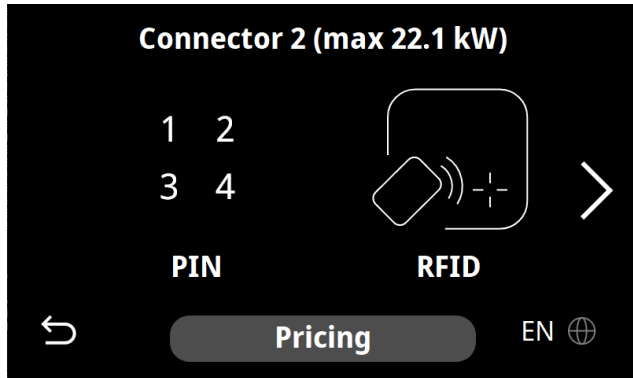 Connector 2 (max 22.1 kW)
1 2
3 4
PIN
RFID
Pricing
EN